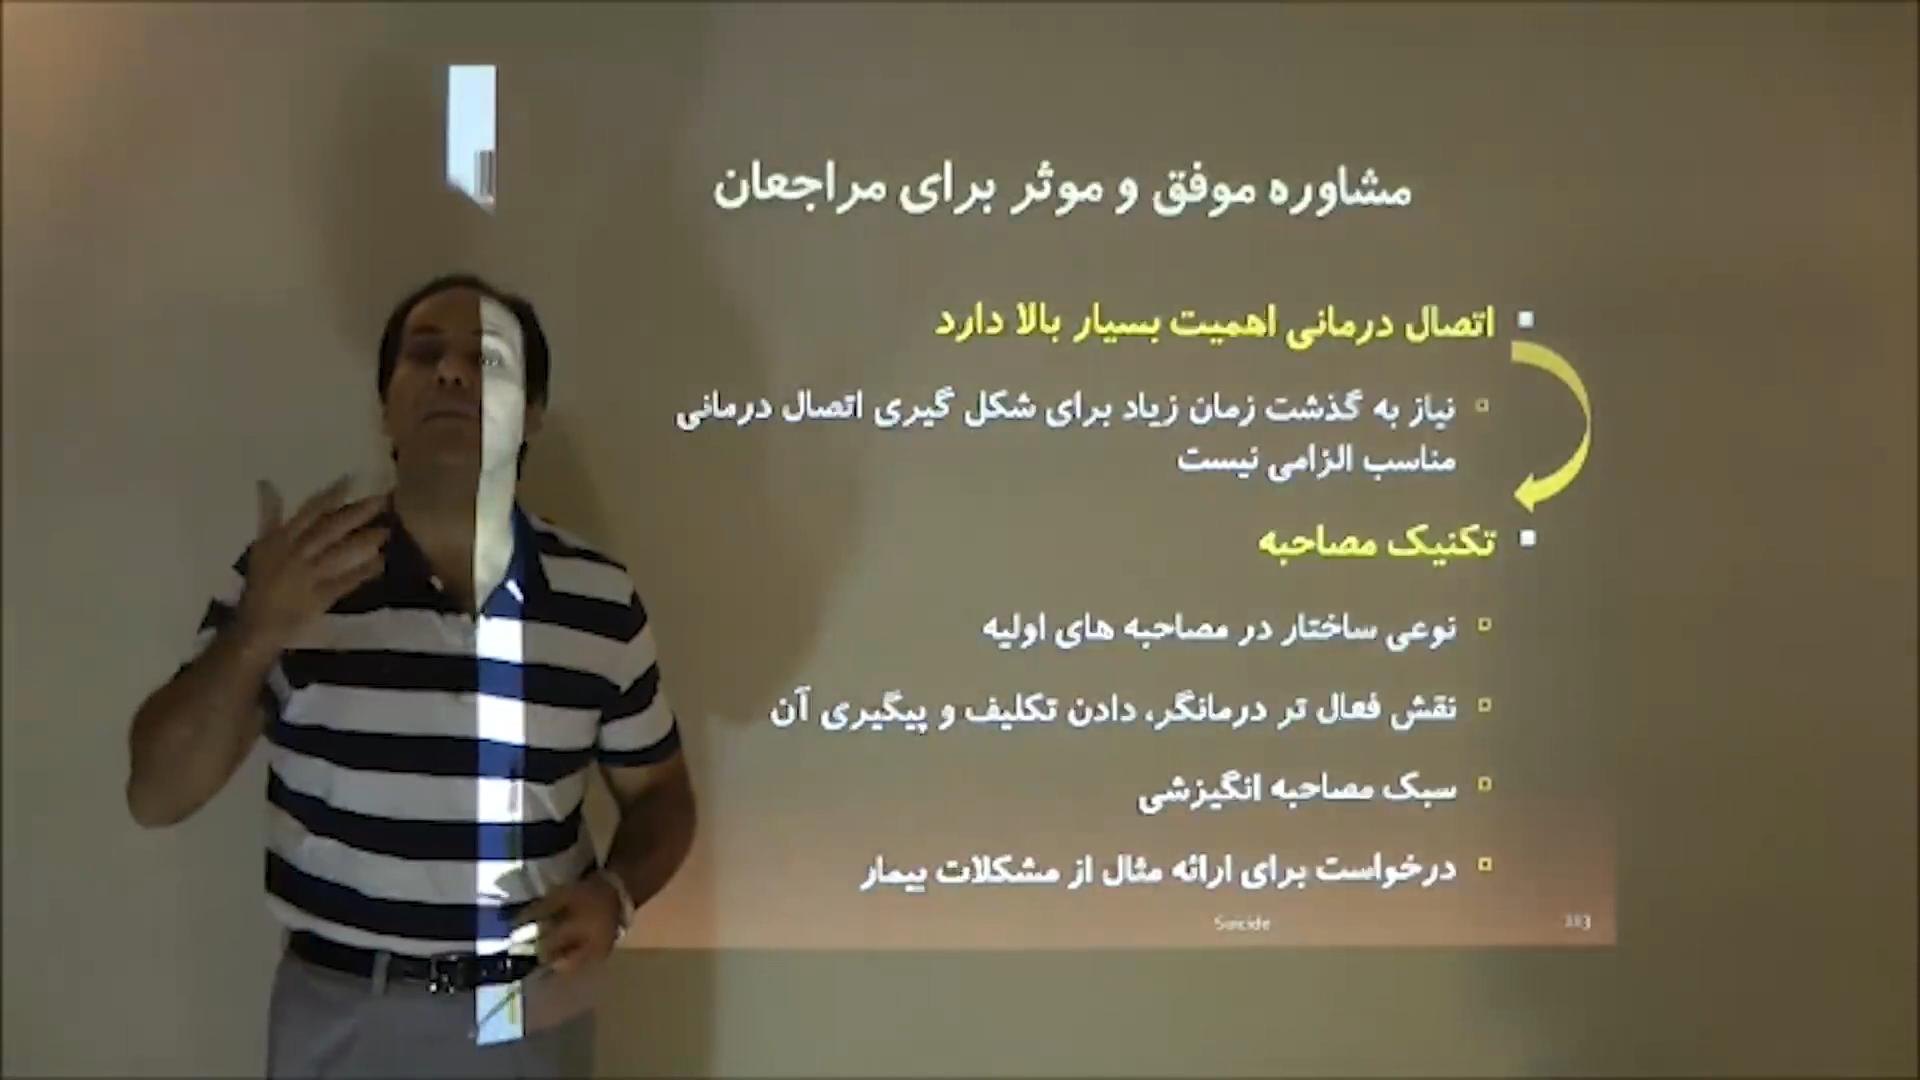 مشاوره موفق و موثر برای مراجعان
اتصال درمانی اهمیت بسیار بالا دارد
نیاز به گذشت زمان زیاد برای شکل گیری اتصال درمانی
مناسب الزامی نیست
تکنیک مصاحبه
نوعی ساختار در مصاحبه های اولیه
نقش فعال تر درمانگر، دادن تکلیف و پیگیری آن
سبک مصاحبه انگیزشی
درخواست برای ارائه مثال از مشکلات بیمار
Suicide